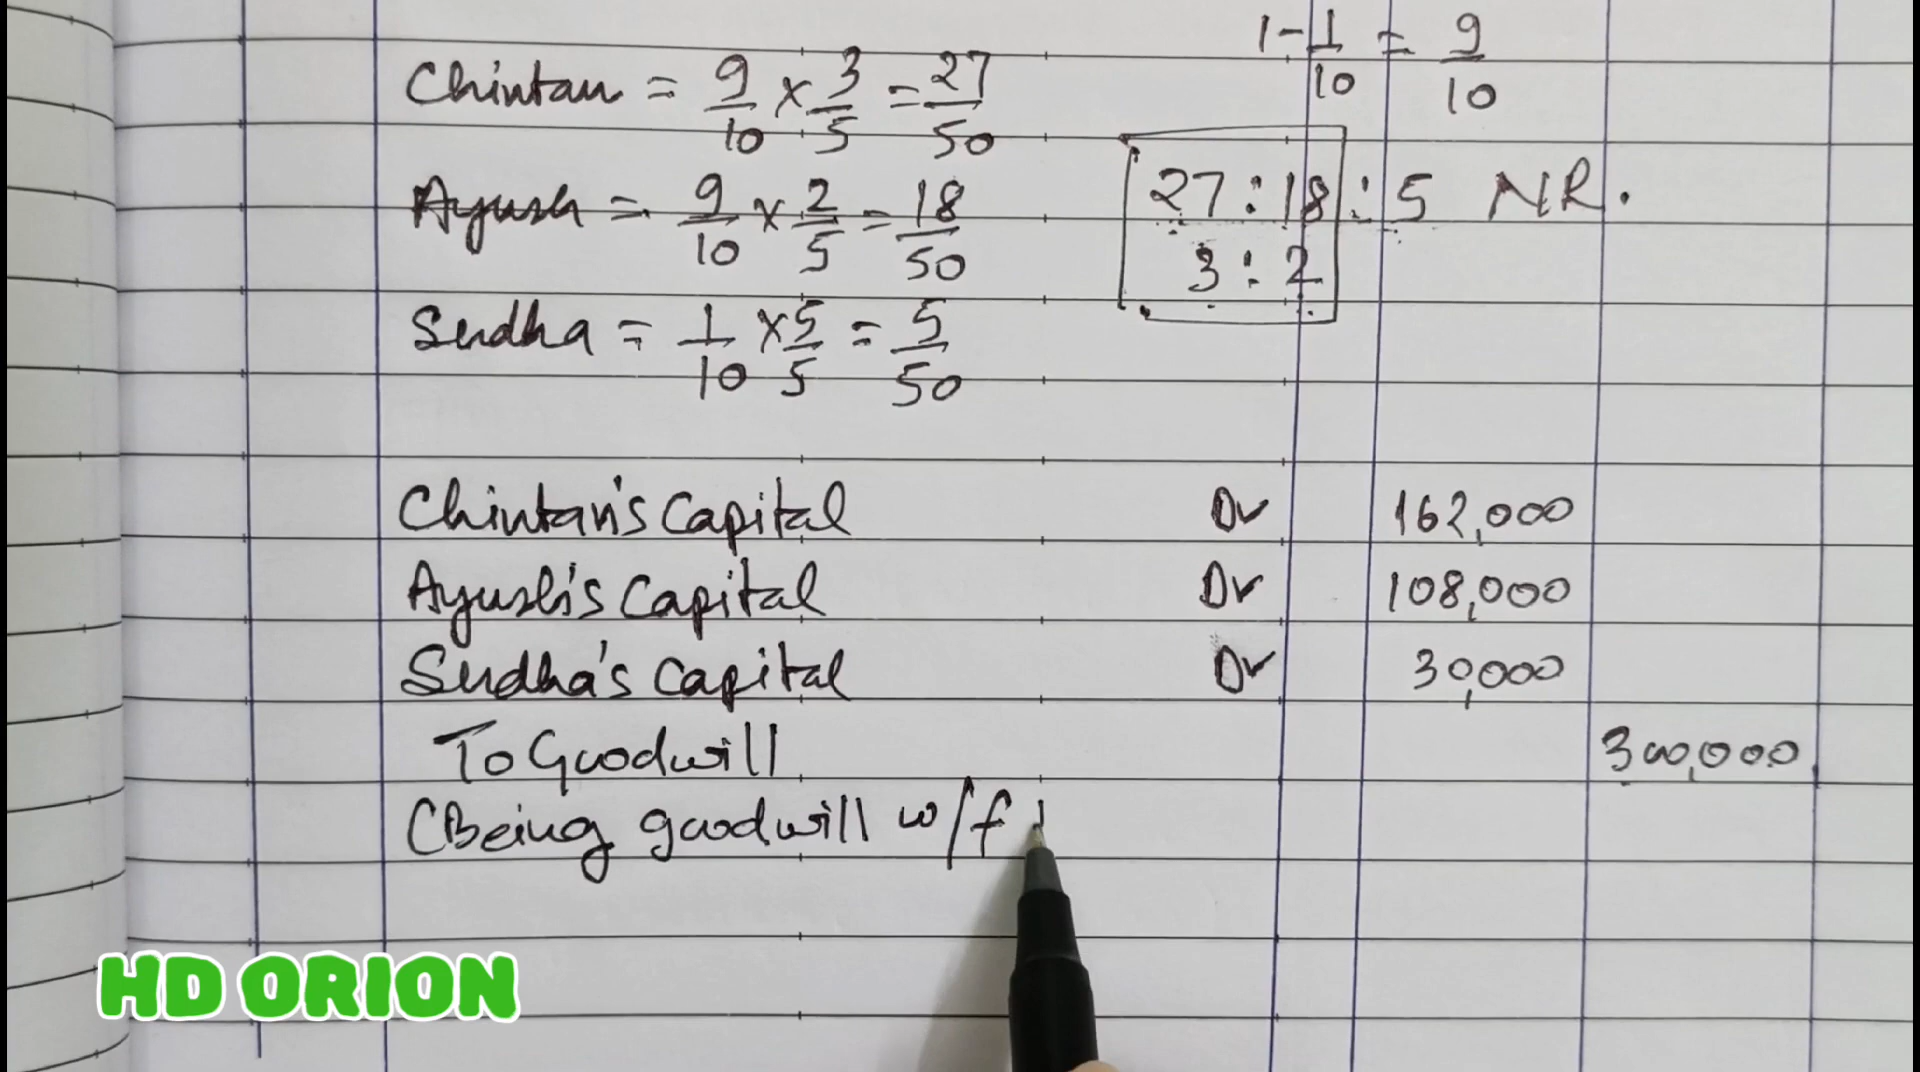 1 - 1/10 = 9/10
Chintan = 9/10 × 3/5 = 27/50
Ayush = 9/10 × 2/5 = 18/50
27 : 18 : 5 NR.
3 : 2
Sudha = 1/10 × 5/5 = 5/50
Chintan's Capital Dr 162,000
Ayush's Capital Dr 108,000
Sudha's Capital Dr 30,000
To Goodwill 300,000
(Being goodwill w/f
HD ORION